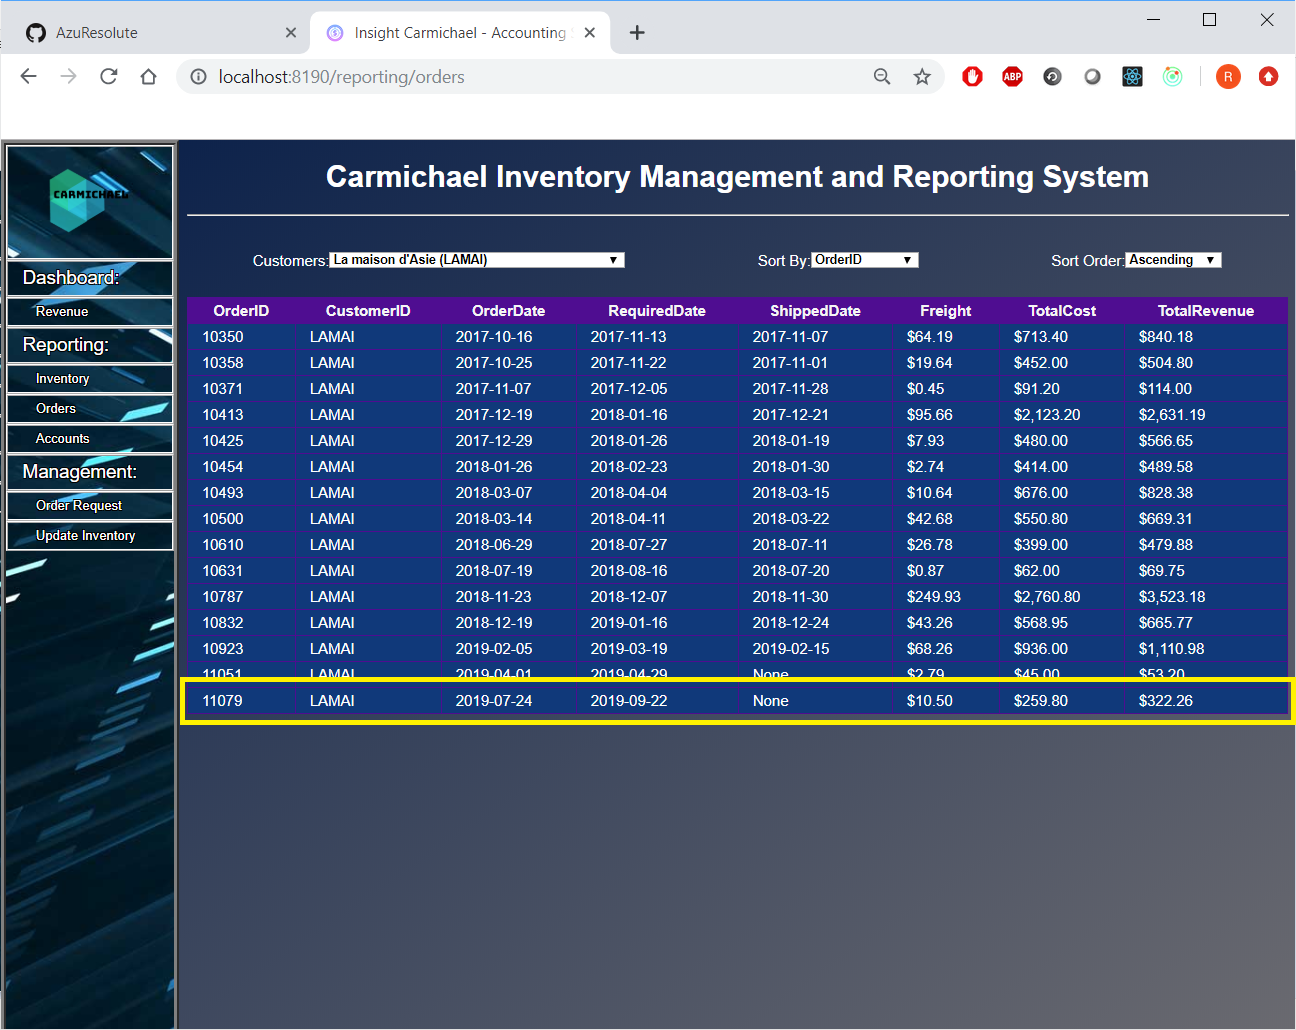 AzuResolute
Insight Carmichael - Accounting
localhost:8190/reporting/orders
ABP
R
CARMICHAEL
Dashboard:
Revenue
Reporting:
Inventory
Orders
Accounts
Management:
Order Request
Update Inventory
Carmichael Inventory Management and Reporting System
Customers: La maison d'Asie (LAMAI) Sort By: OrderID Sort Order: Ascending
OrderID CustomerID OrderDate RequiredDate ShippedDate Freight TotalCost TotalRevenue
10350 LAMAI 2017-10-16 2017-11-13 2017-11-07 $64.19 $713.40 $840.18
10358 LAMAI 2017-10-25 2017-11-22 2017-11-01 $19.64 $452.00 $504.80
10371 LAMAI 2017-11-07 2017-12-05 2017-11-28 $0.45 $91.20 $114.00
10413 LAMAI 2017-12-19 2018-01-16 2017-12-21 $95.66 $2,123.20 $2,631.19
10425 LAMAI 2017-12-29 2018-01-26 2018-01-19 $7.93 $480.00 $566.65
10454 LAMAI 2018-01-26 2018-02-23 2018-01-30 $2.74 $414.00 $489.58
10493 LAMAI 2018-03-07 2018-04-04 2018-03-15 $10.64 $676.00 $828.38
10500 LAMAI 2018-03-14 2018-04-11 2018-03-22 $42.68 $550.80 $669.31
10610 LAMAI 2018-06-29 2018-07-27 2018-07-11 $26.78 $399.00 $479.88
10631 LAMAI 2018-07-19 2018-08-16 2018-07-20 $0.87 $62.00 $69.75
10787 LAMAI 2018-11-23 2018-12-07 2018-11-30 $249.93 $2,760.80 $3,523.18
10832 LAMAI 2018-12-19 2019-01-16 2018-12-24 $43.26 $568.95 $665.77
10923 LAMAI 2019-02-05 2019-03-19 2019-02-15 $68.26 $936.00 $1,110.98
11051 LAMAI 2019-04-01 2019-04-29 None $2.79 $45.00 $53.20
11079 LAMAI 2019-07-24 2019-09-22 None $10.50 $259.80 $322.26